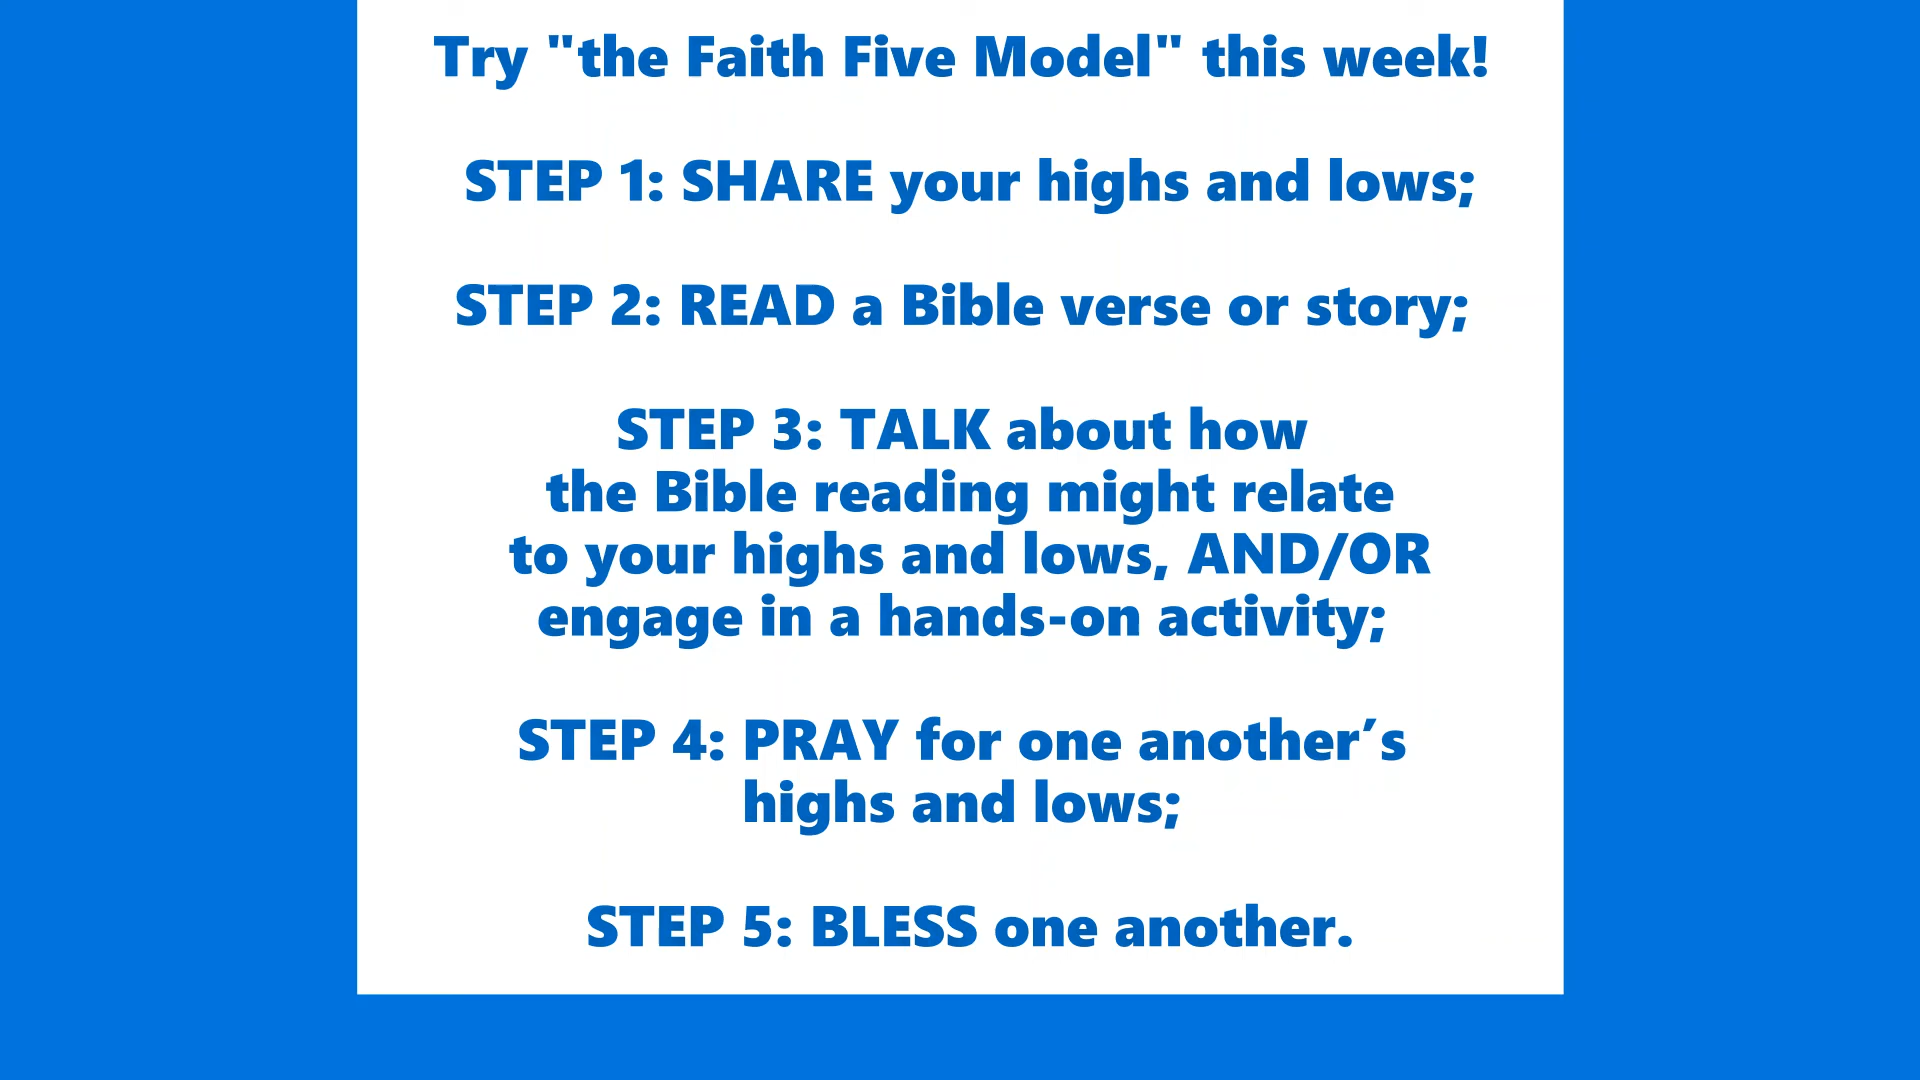 Try "the Faith Five Model" this week!
STEP 1: SHARE your highs and lows;
STEP 2: READ a Bible verse or story;
STEP 3: TALK about how
the Bible reading might relate
to your highs and lows, AND/OR
engage in a hands-on activity;
STEP 4: PRAY for one another’s
highs and lows;
STEP 5: BLESS one another.